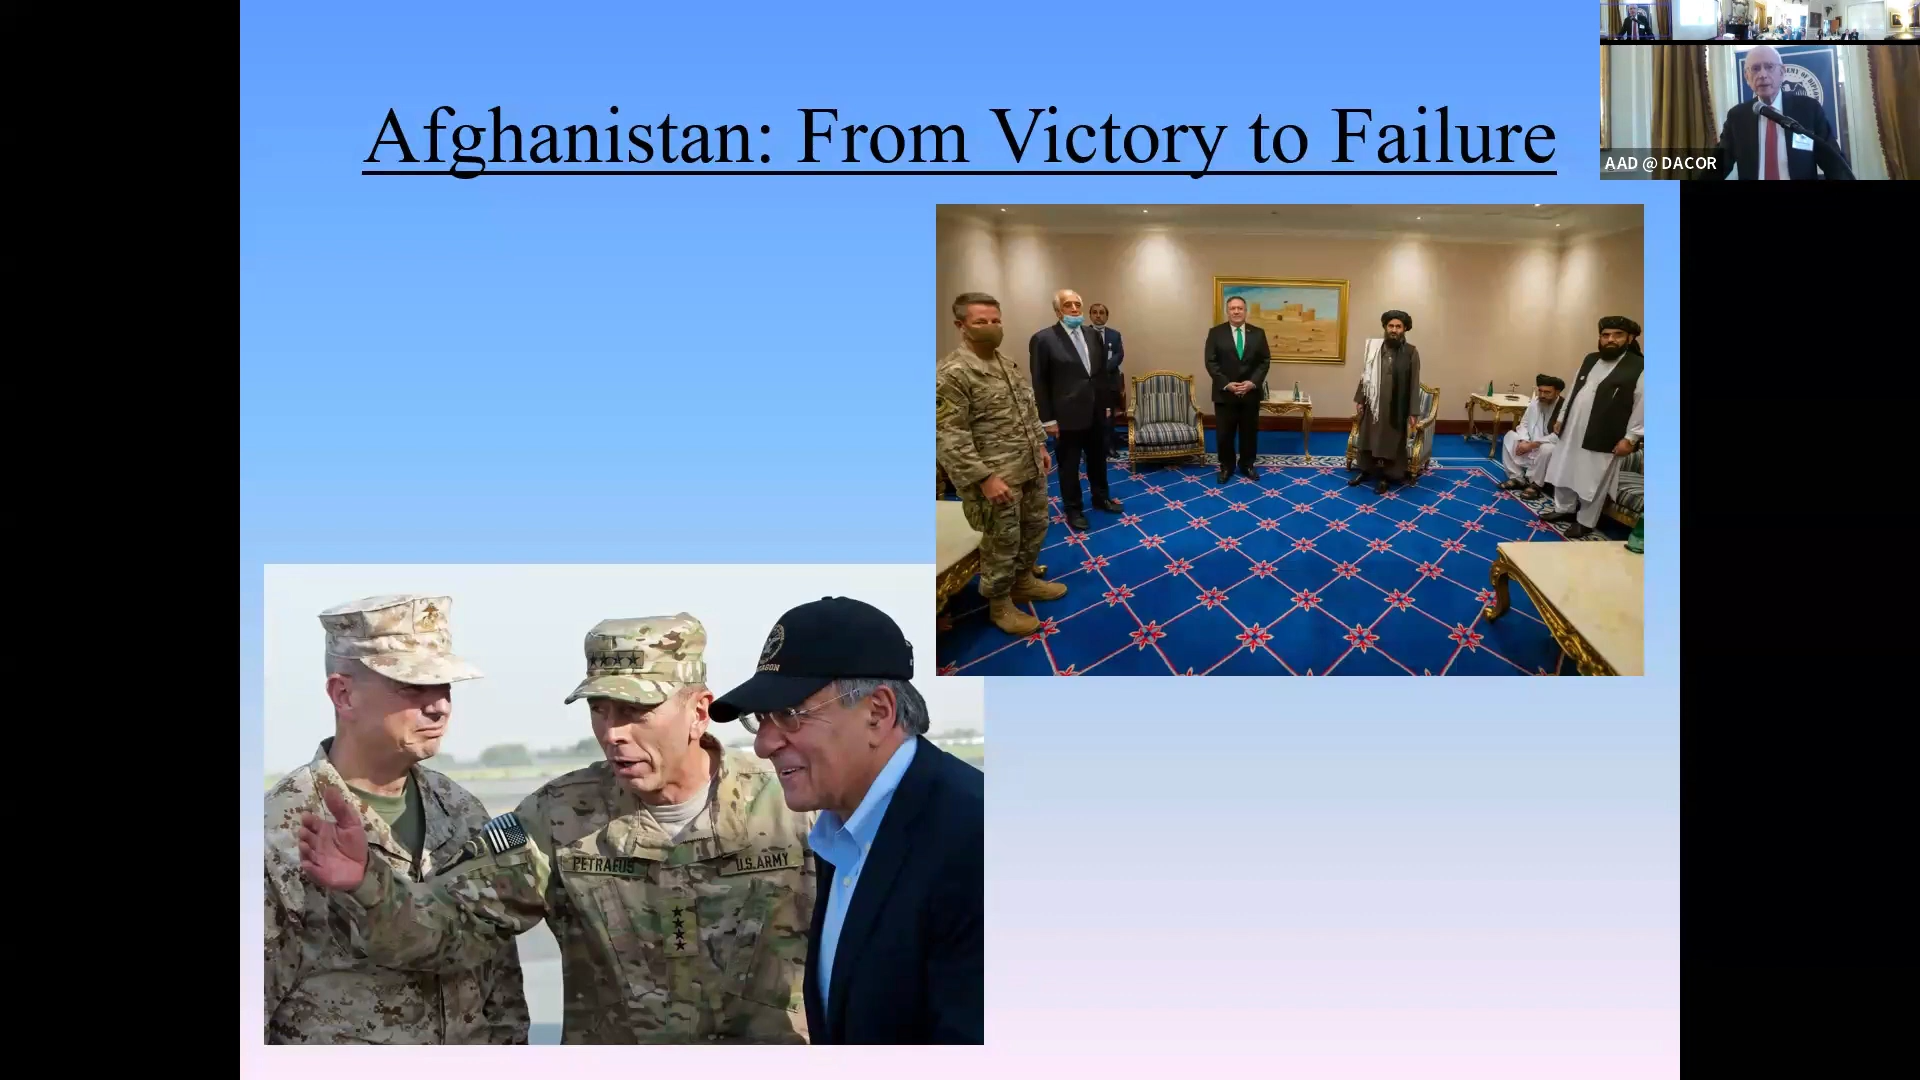 Afghanistan: From Victory to Failure
AAD @ DACOR
PETRAEUS
U.S. ARMY